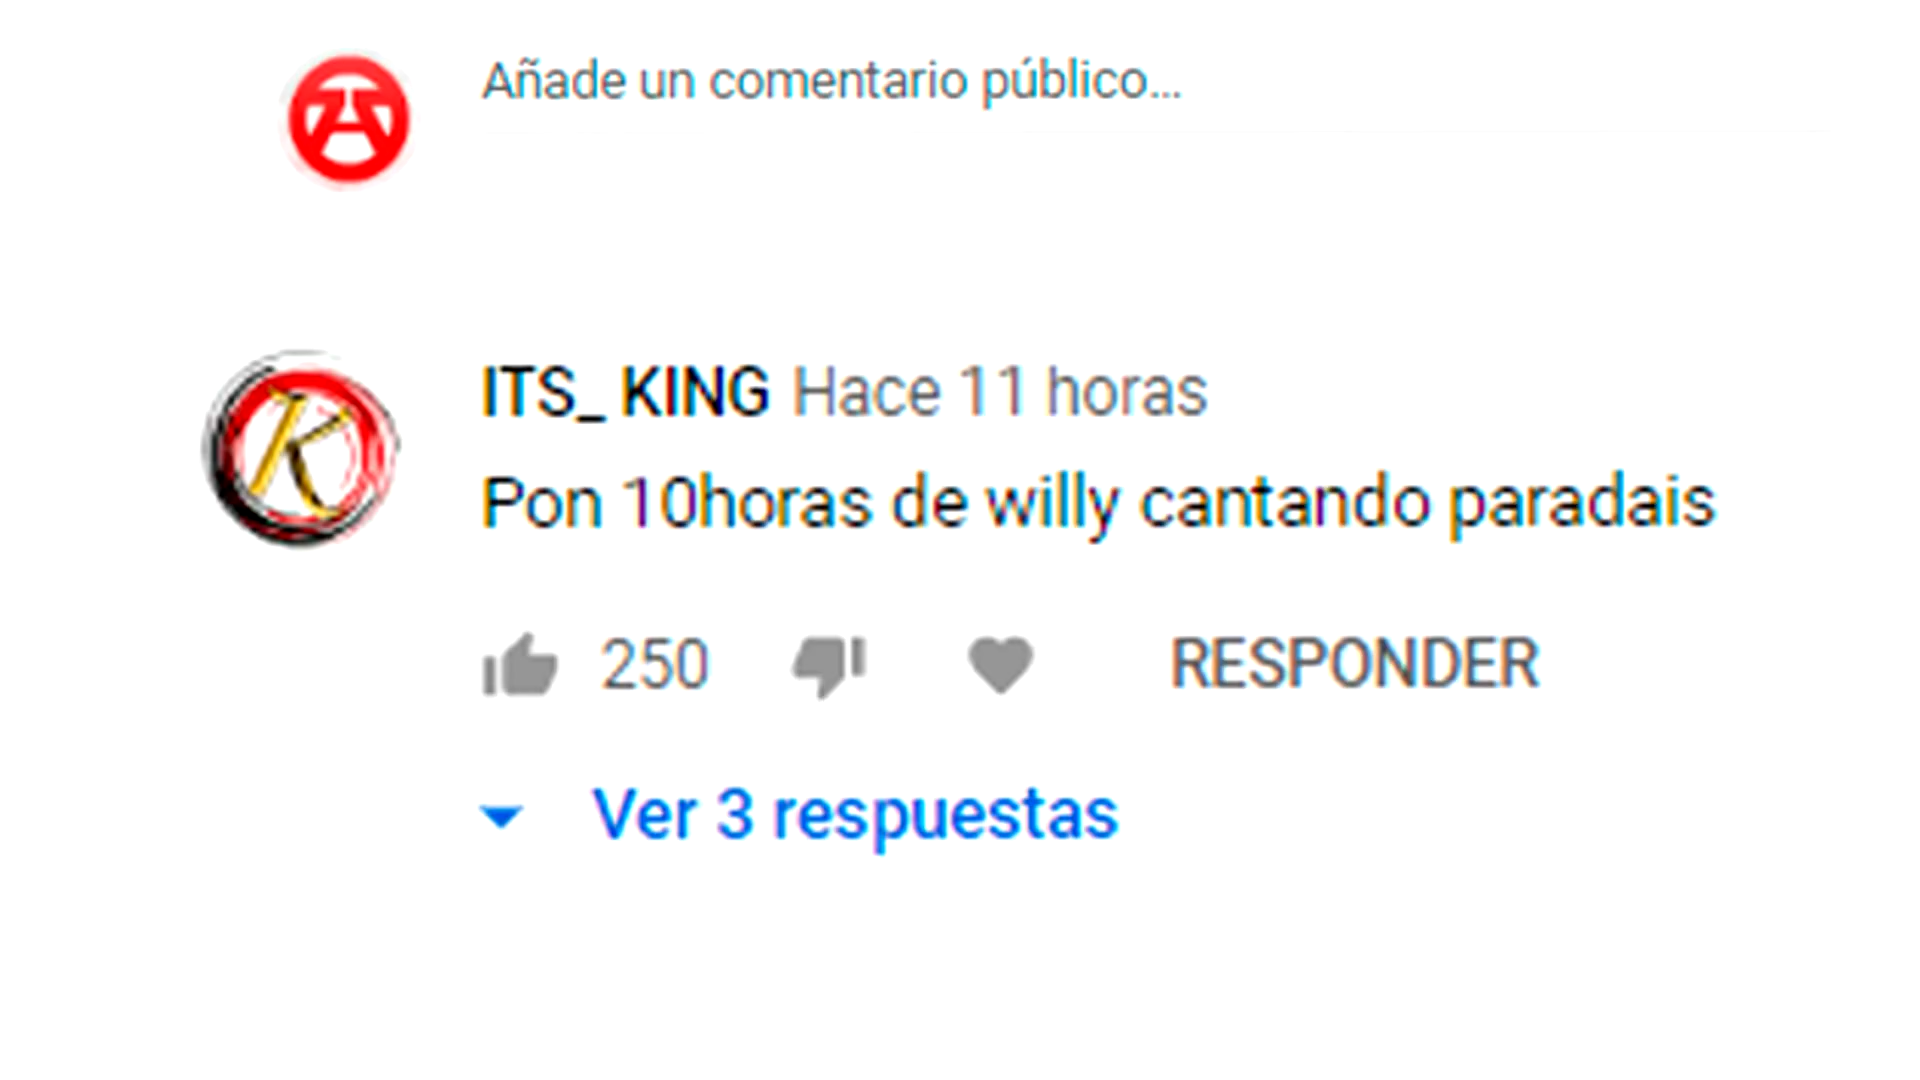 Añade un comentario público...
ITS_ KING Hace 11 horas
Pon 10horas de willy cantando paradais
250 RESPONDER
Ver 3 respuestas